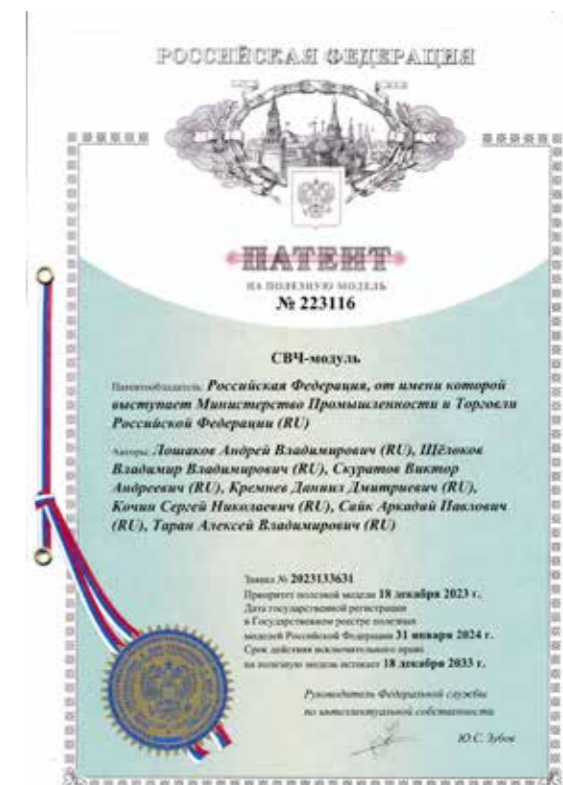 РОССИЙСКАЯ ФЕДЕРАЦИЯ
ПАТЕНТ
НА ПОЛЕЗНУЮ МОДЕЛЬ
№ 223116
СВЧ-модуль
Патентообладатель: Российская Федерация, от имени которой
выступает Министерство Промышленности и Торговли
Российской Федерации (RU)
Авторы: Лошаков Андрей Владимирович (RU), Щёлоков
Владимир Владимирович (RU), Скуратов Виктор
Андреевич (RU), Кремнев Даниил Дмитриевич (RU),
Кочин Сергей Николаевич (RU), Сайк Аркадий Павлович
(RU), Таран Алексей Владимирович (RU)
Заявка № 2023133631
Приоритет полезной модели 18 декабря 2023 г.
Дата государственной регистрации
в Государственном реестре полезных
моделей Российской Федерации 31 января 2024 г.
Срок действия исключительного права
на полезную модель истекает 18 декабря 2033 г.
Руководитель Федеральной службы
по интеллектуальной собственности
Ю.С. Зубов